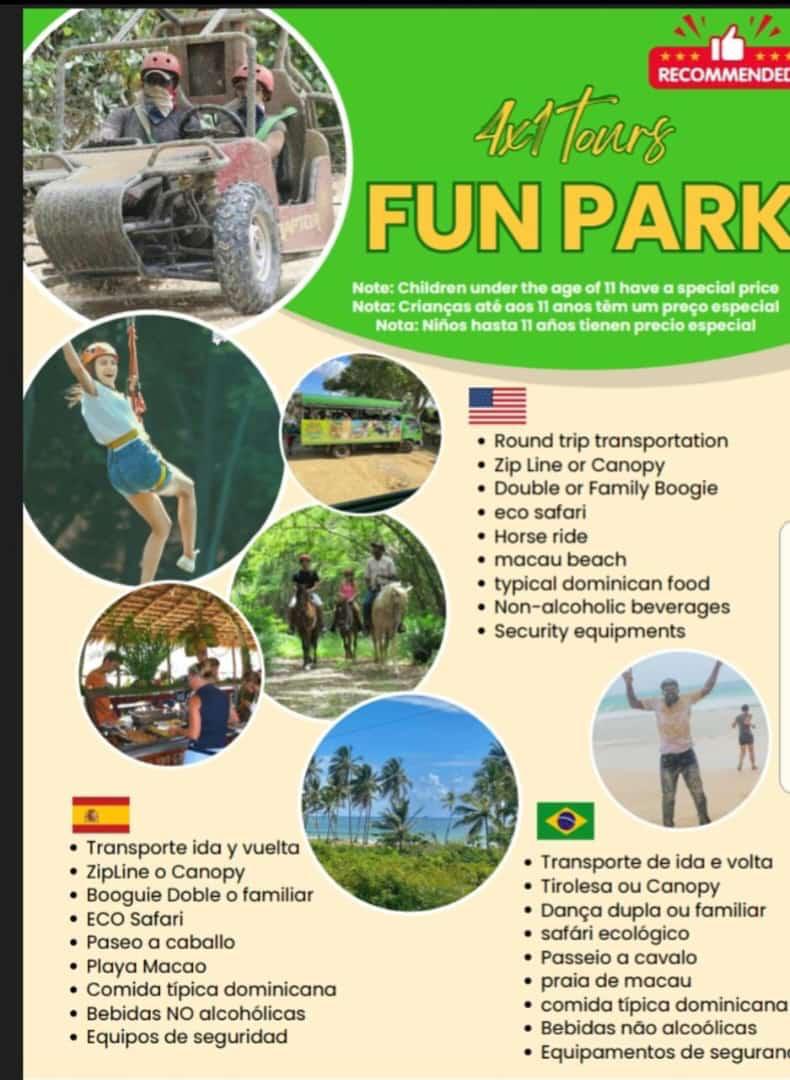 RECOMMENDED
4x1 Tours
FUN PARK
Note: Children under the age of 11 have a special price
Nota: Crianças até aos 11 anos têm um preço especial
Nota: Niños hasta 11 años tienen precio especial
• Round trip transportation
• Zip Line or Canopy
• Double or Family Boogie
• eco safari
• Horse ride
• macau beach
• typical dominican food
• Non-alcoholic beverages
• Security equipments
• Transporte ida y vuelta
• ZipLine o Canopy
• Booguie Doble o familiar
• ECO Safari
• Paseo a caballo
• Playa Macao
• Comida típica dominicana
• Bebidas NO alcohólicas
• Equipos de seguridad
• Transporte de ida e volta
• Tirolesa ou Canopy
• Dança dupla ou familiar
• safári ecológico
• Passeio a cavalo
• praia de macau
• comida típica dominicana
• Bebidas não alcoólicas
• Equipamentos de seguran